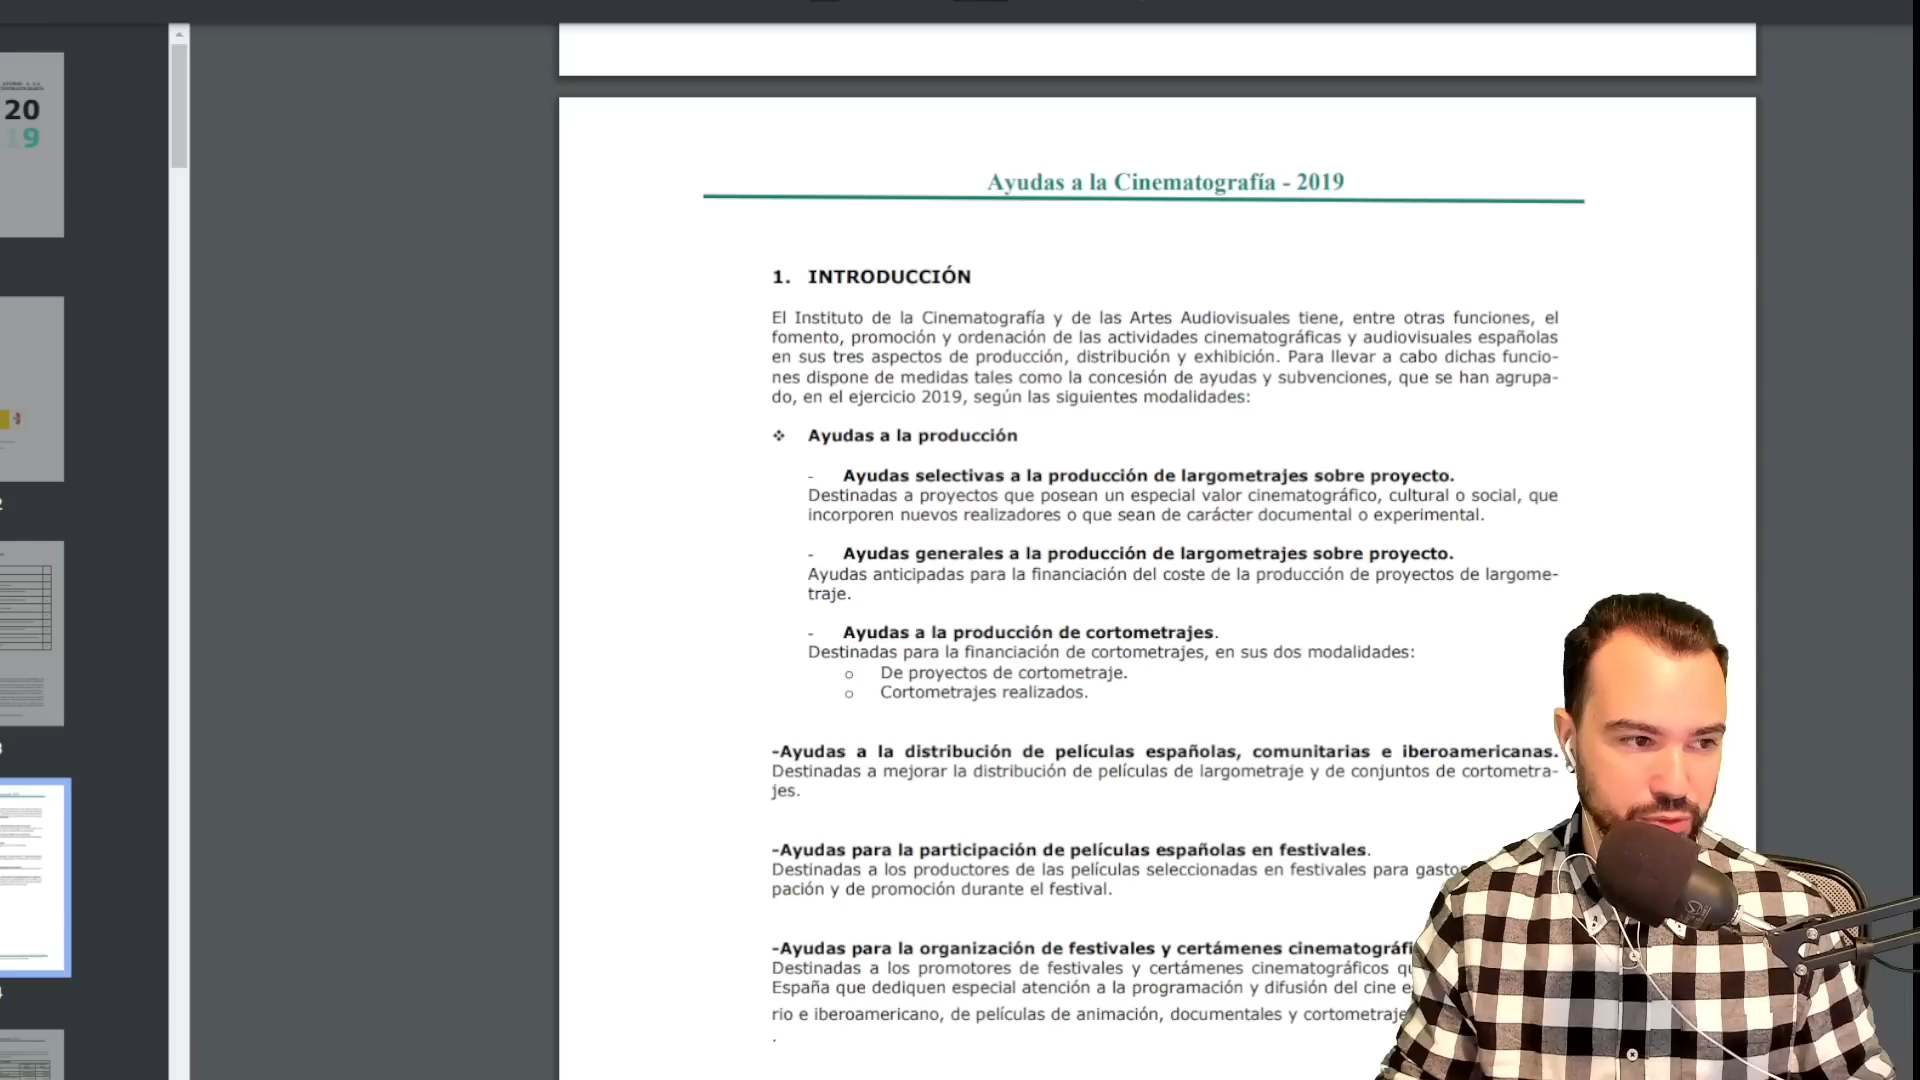 20
19
2
Ayudas a la Cinematografía - 2019
1. INTRODUCCIÓN
El Instituto de la Cinematografía y de las Artes Audiovisuales tiene, entre otras funciones, el
fomento, promoción y ordenación de las actividades cinematográficas y audiovisuales españolas
en sus tres aspectos de producción, distribución y exhibición. Para llevar a cabo dichas funcio-
nes dispone de medidas tales como la concesión de ayudas y subvenciones, que se han agrupa-
do, en el ejercicio 2019, según las siguientes modalidades:
❖ Ayudas a la producción
- Ayudas selectivas a la producción de largometrajes sobre proyecto.
Destinadas a proyectos que posean un especial valor cinematográfico, cultural o social, que
incorporen nuevos realizadores o que sean de carácter documental o experimental.
- Ayudas generales a la producción de largometrajes sobre proyecto.
Ayudas anticipadas para la financiación del coste de la producción de proyectos de largome-
traje.
- Ayudas a la producción de cortometrajes.
Destinadas para la financiación de cortometrajes, en sus dos modalidades:
o De proyectos de cortometraje.
o Cortometrajes realizados.
-Ayudas a la distribución de películas españolas, comunitarias e iberoamericanas.
Destinadas a mejorar la distribución de películas de largometraje y de conjuntos de cortometra-
jes.
-Ayudas para la participación de películas españolas en festivales.
Destinadas a los productores de las películas seleccionadas en festivales para gasto
pación y de promoción durante el festival.
-Ayudas para la organización de festivales y certámenes cinematográfi
Destinadas a los promotores de festivales y certámenes cinematográficos
España que dediquen especial atención a la programación y difusión del cine
rio e iberoamericano, de películas de animación, documentales y cortometraje
.